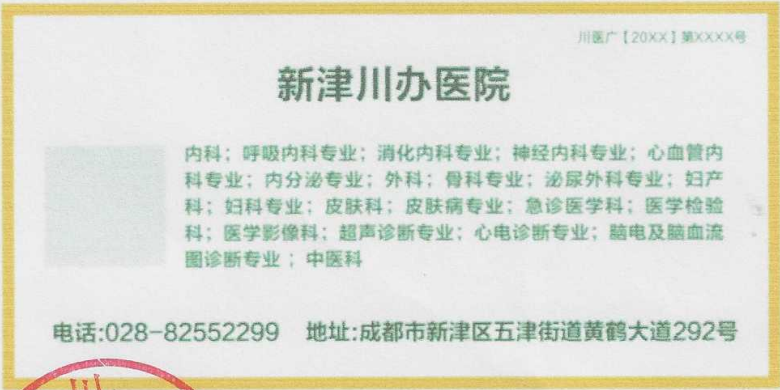 川医广【20XX】第XXXX号
新津川办医院
内科；呼吸内科专业；消化内科专业；神经内科专业；心血管内
科专业；内分泌专业；外科；骨科专业；泌尿外科专业；妇产
科；妇科专业；皮肤科；皮肤病专业；急诊医学科；医学检验
科；医学影像科；超声诊断专业；心电诊断专业；脑电及脑血流
图诊断专业；中医科
电话:028-82552299 地址:成都市新津区五津街道黄鹤大道292号